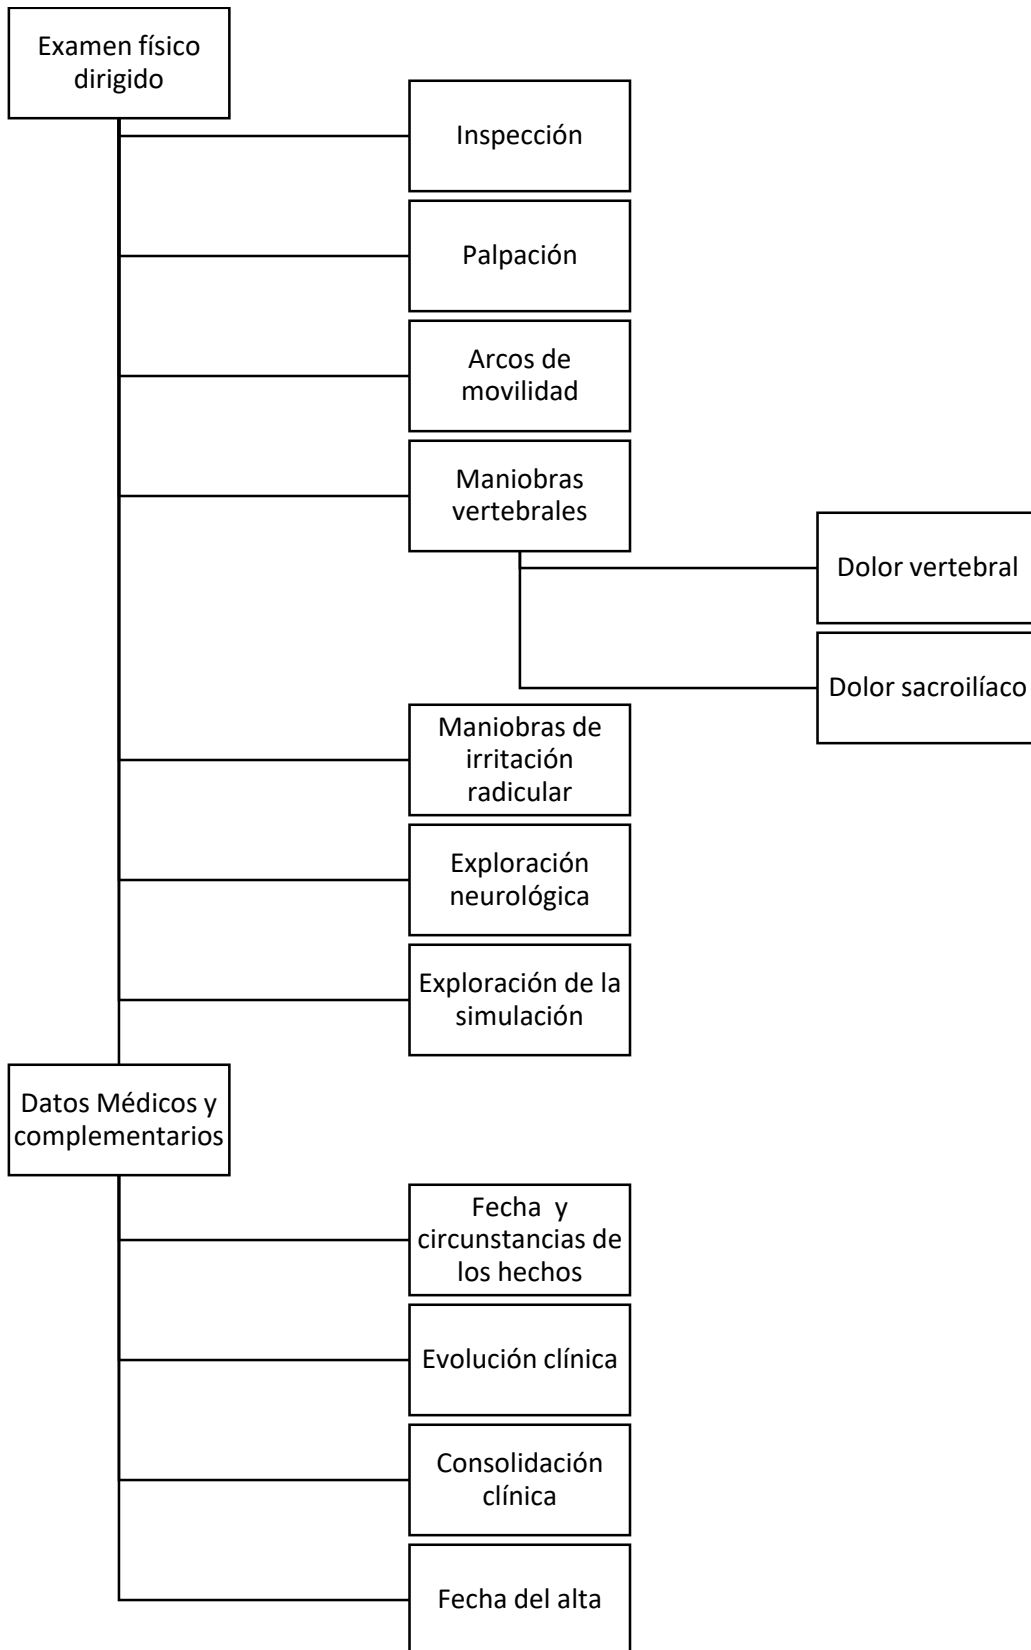 Examen físico
dirigido
Inspección
Palpación
Arcos de
movilidad
Maniobras
vertebrales
Dolor vertebral
Dolor sacroilíaco
Maniobras de
irritación
radicular
Exploración
neurológica
Exploración de la
simulación
Datos Médicos y
complementarios
Fecha y
circunstancias de
los hechos
Evolución clínica
Consolidación
clínica
Fecha del alta